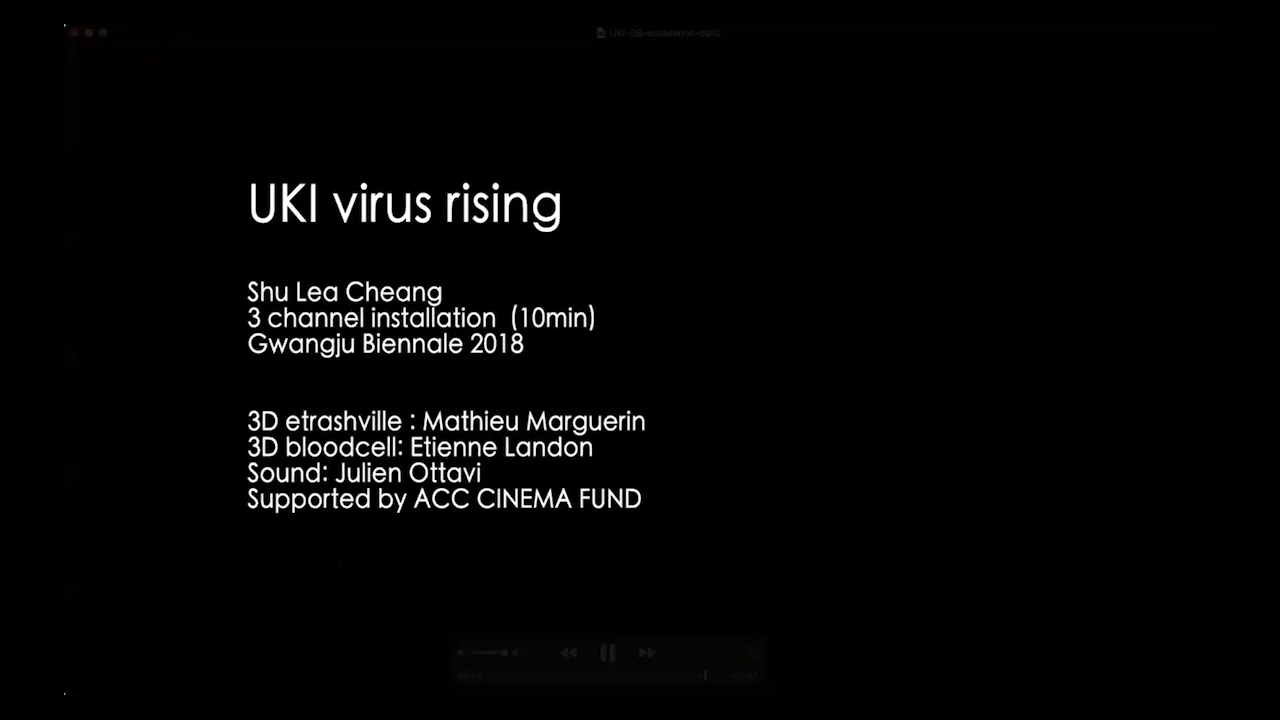 UKI virus rising
Shu Lea Cheang
3 channel installation (10min)
Gwangju Biennale 2018
3D etrashville : Mathieu Marguerin
3D bloodcell: Etienne Landon
Sound: Julien Ottavi
Supported by ACC CINEMA FUND